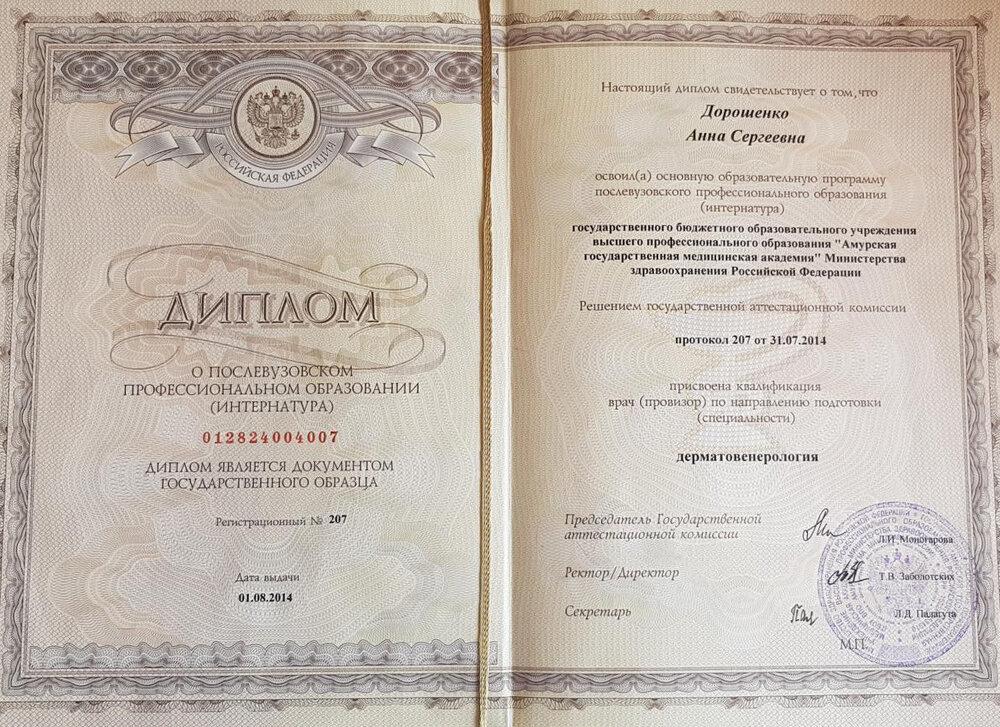 РОССИЙСКАЯ ФЕДЕРАЦИЯ
ДИПЛОМ
О ПОСЛЕВУЗОВСКОМ
ПРОФЕССИОНАЛЬНОМ ОБРАЗОВАНИИ
(ИНТЕРНАТУРА)
012824004007
ДИПЛОМ ЯВЛЯЕТСЯ ДОКУМЕНТОМ
ГОСУДАРСТВЕННОГО ОБРАЗЦА
Регистрационный № 207
Дата выдачи
01.08.2014
Настоящий диплом свидетельствует о том,что
Дорошенко
Анна Сергеевна
освоил(а) основную образовательную программу
послевузовского профессионального образования
(интернатура)
государственного бюджетного образовательного учреждения
высшего профессионального образования "Амурская
государственная медицинская академия" Министерства
здравоохранения Российской Федерации
Решением государственной аттестационной комиссии
протокол 207 от 31.07.2014
присвоена квалификация
врач (провизор) по направлению подготовки
(специальности)
дерматовенерология
Председатель Государственной
аттестационной комиссии
Л.И. Моногарова
Ректор/Директор
Т.В. Заболотских
Секретарь
Л.Д. Палагута
М.П.